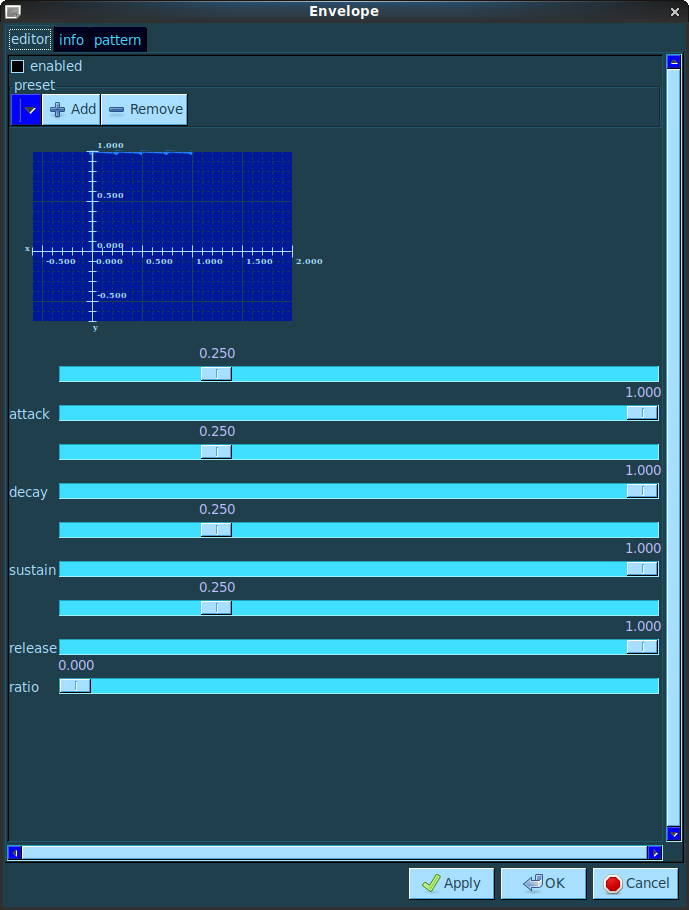 Envelope
editor info pattern
enabled
preset
Add Remove
1.000
0.500
0.000
x
-0.500 -0.000 0.500 1.000 1.500 2.000
-0.500
y
0.250
1.000
attack
0.250
1.000
decay
0.250
1.000
sustain
0.250
1.000
release
0.000
ratio
Apply OK Cancel